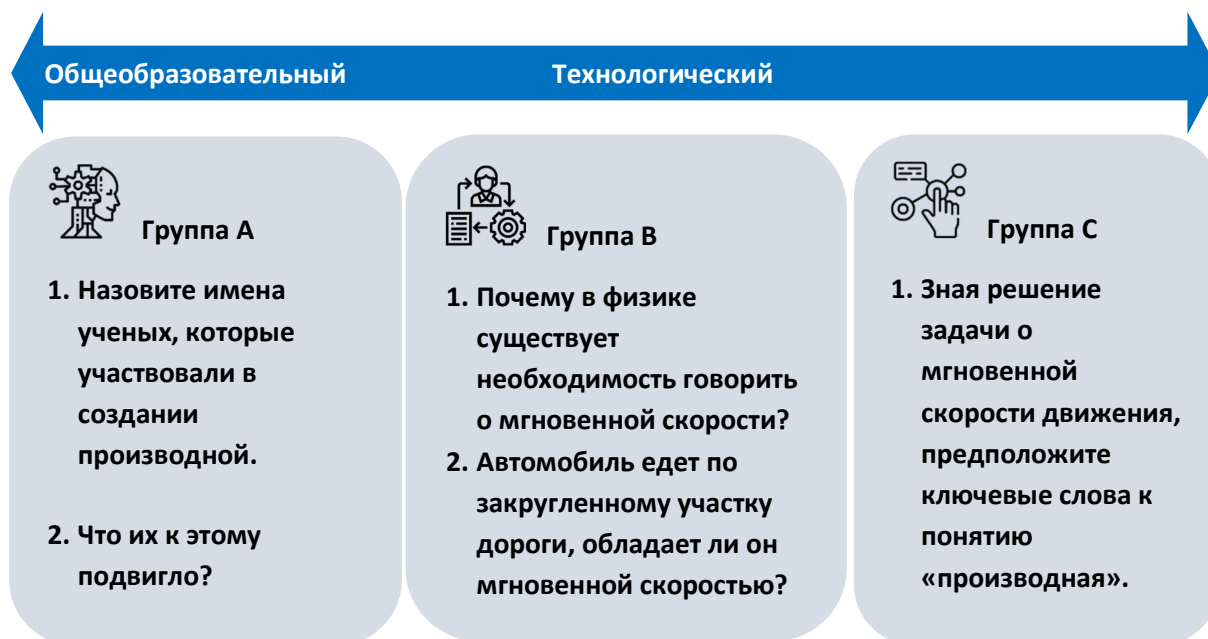 Общеобразовательный
Технологический
Группа А
1. Назовите имена
ученых, которые
участвовали в
создании
производной.
2. Что их к этому
подвигло?
Группа В
1. Почему в физике
существует
необходимость говорить
о мгновенной скорости?
2. Автомобиль едет по
закругленному участку
дороги, обладает ли он
мгновенной скоростью?
Группа С
1. Зная решение
задачи о
мгновенной
скорости движения,
предположите
ключевые слова к
понятию
«производная».